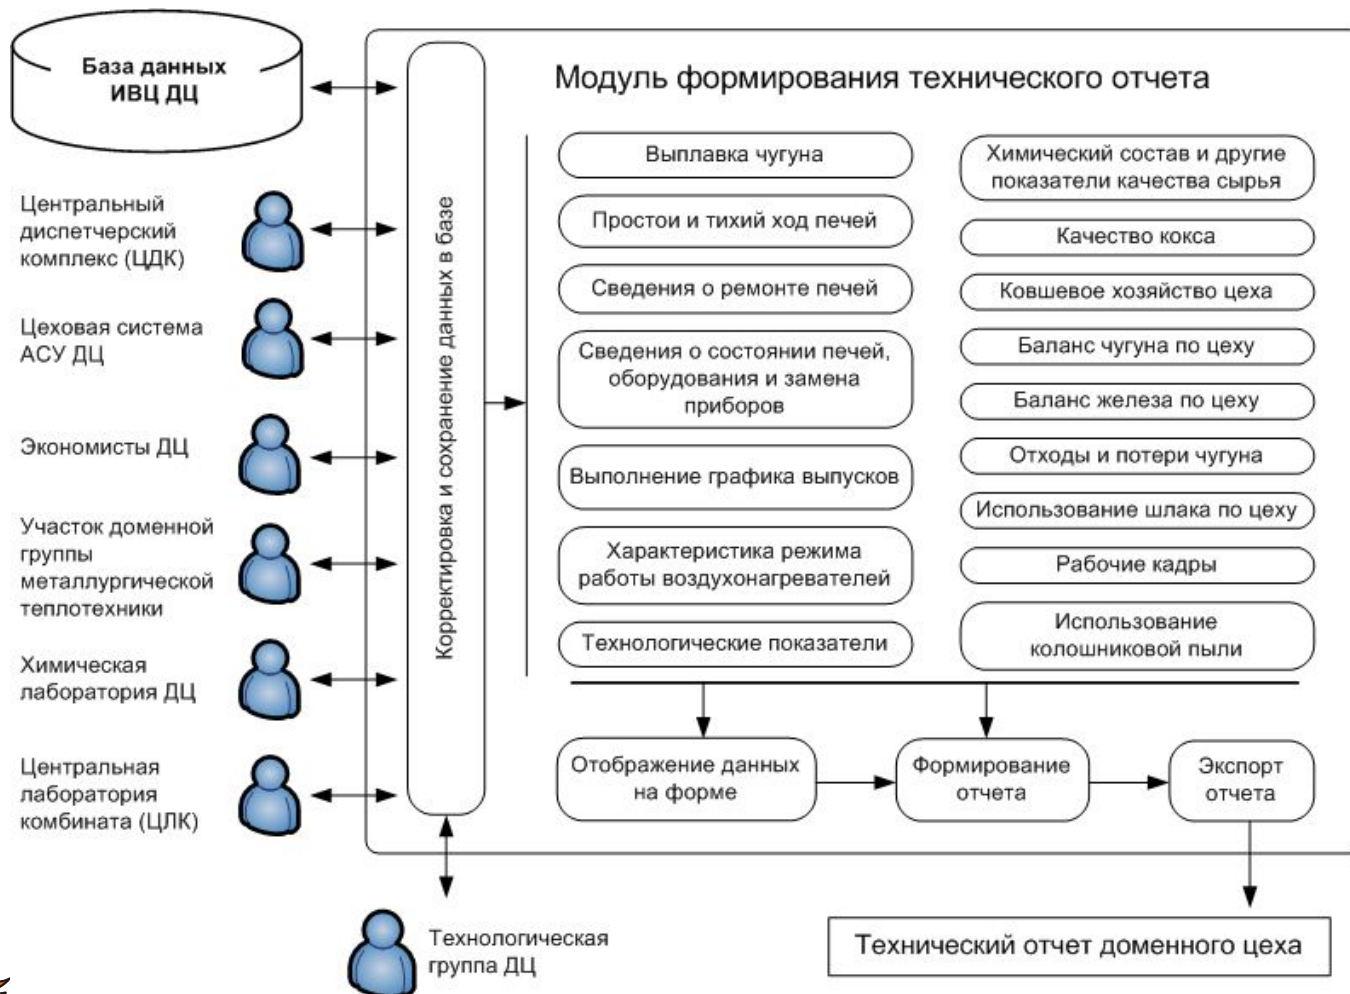 База данных
ИВЦ ДЦ
Центральный
диспетчерский
комплекс (ЦДК)
Цеховая система
АСУ ДЦ
Экономисты ДЦ
Участок доменной
группы
металлургической
теплотехники
Химическая
лаборатория ДЦ
Центральная
лаборатория
комбината (ЦЛК)
Корректировка и сохранение данных в базе
Модуль формирования технического отчета
Выплавка чугуна
Простои и тихий ход печей
Сведения о ремонте печей
Сведения о состоянии печей,
оборудования и замена
приборов
Выполнение графика выпусков
Характеристика режима
работы воздухонагревателей
Технологические показатели
Химический состав и другие
показатели качества сырья
Качество кокса
Ковшевое хозяйство цеха
Баланс чугуна по цеху
Баланс железа по цеху
Отходы и потери чугуна
Использование шлака по цеху
Рабочие кадры
Использование
колошниковой пыли
Отображение данных
на форме
Формирование
отчета
Экспорт
отчета
Технологическая
группа ДЦ
Технический отчет доменного цеха